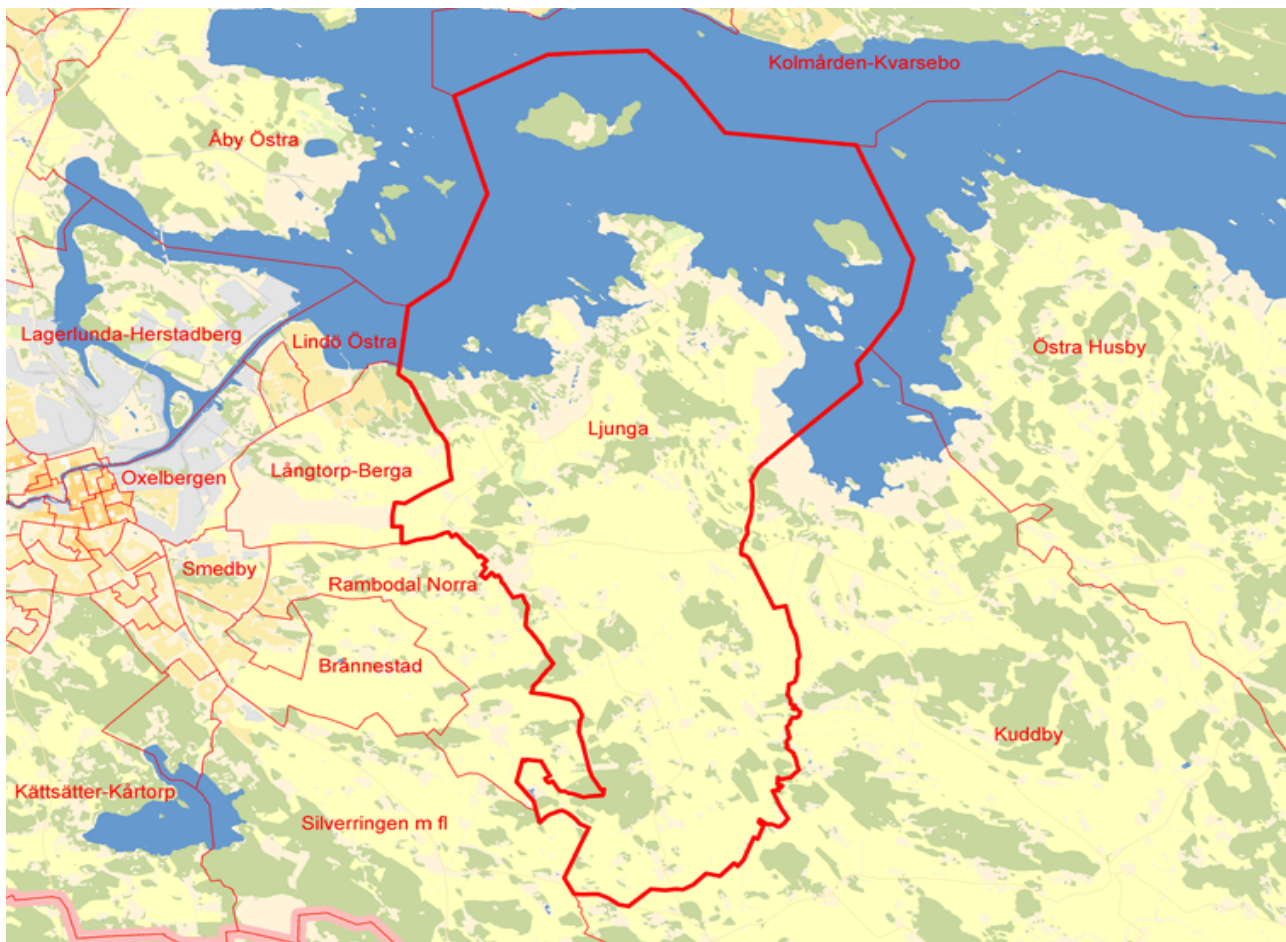 Kolmården-Kvarsebo
Åby Östra
Lagerlunda-Herstadberg
Lindö Östra
Östra Husby
Ljunga
Långtorp-Berga
Oxelbergen
Smedby
Rambodal Norra
Brånnestad
Kuddby
Kättsätter-Kårtorp
Silverringen m fl